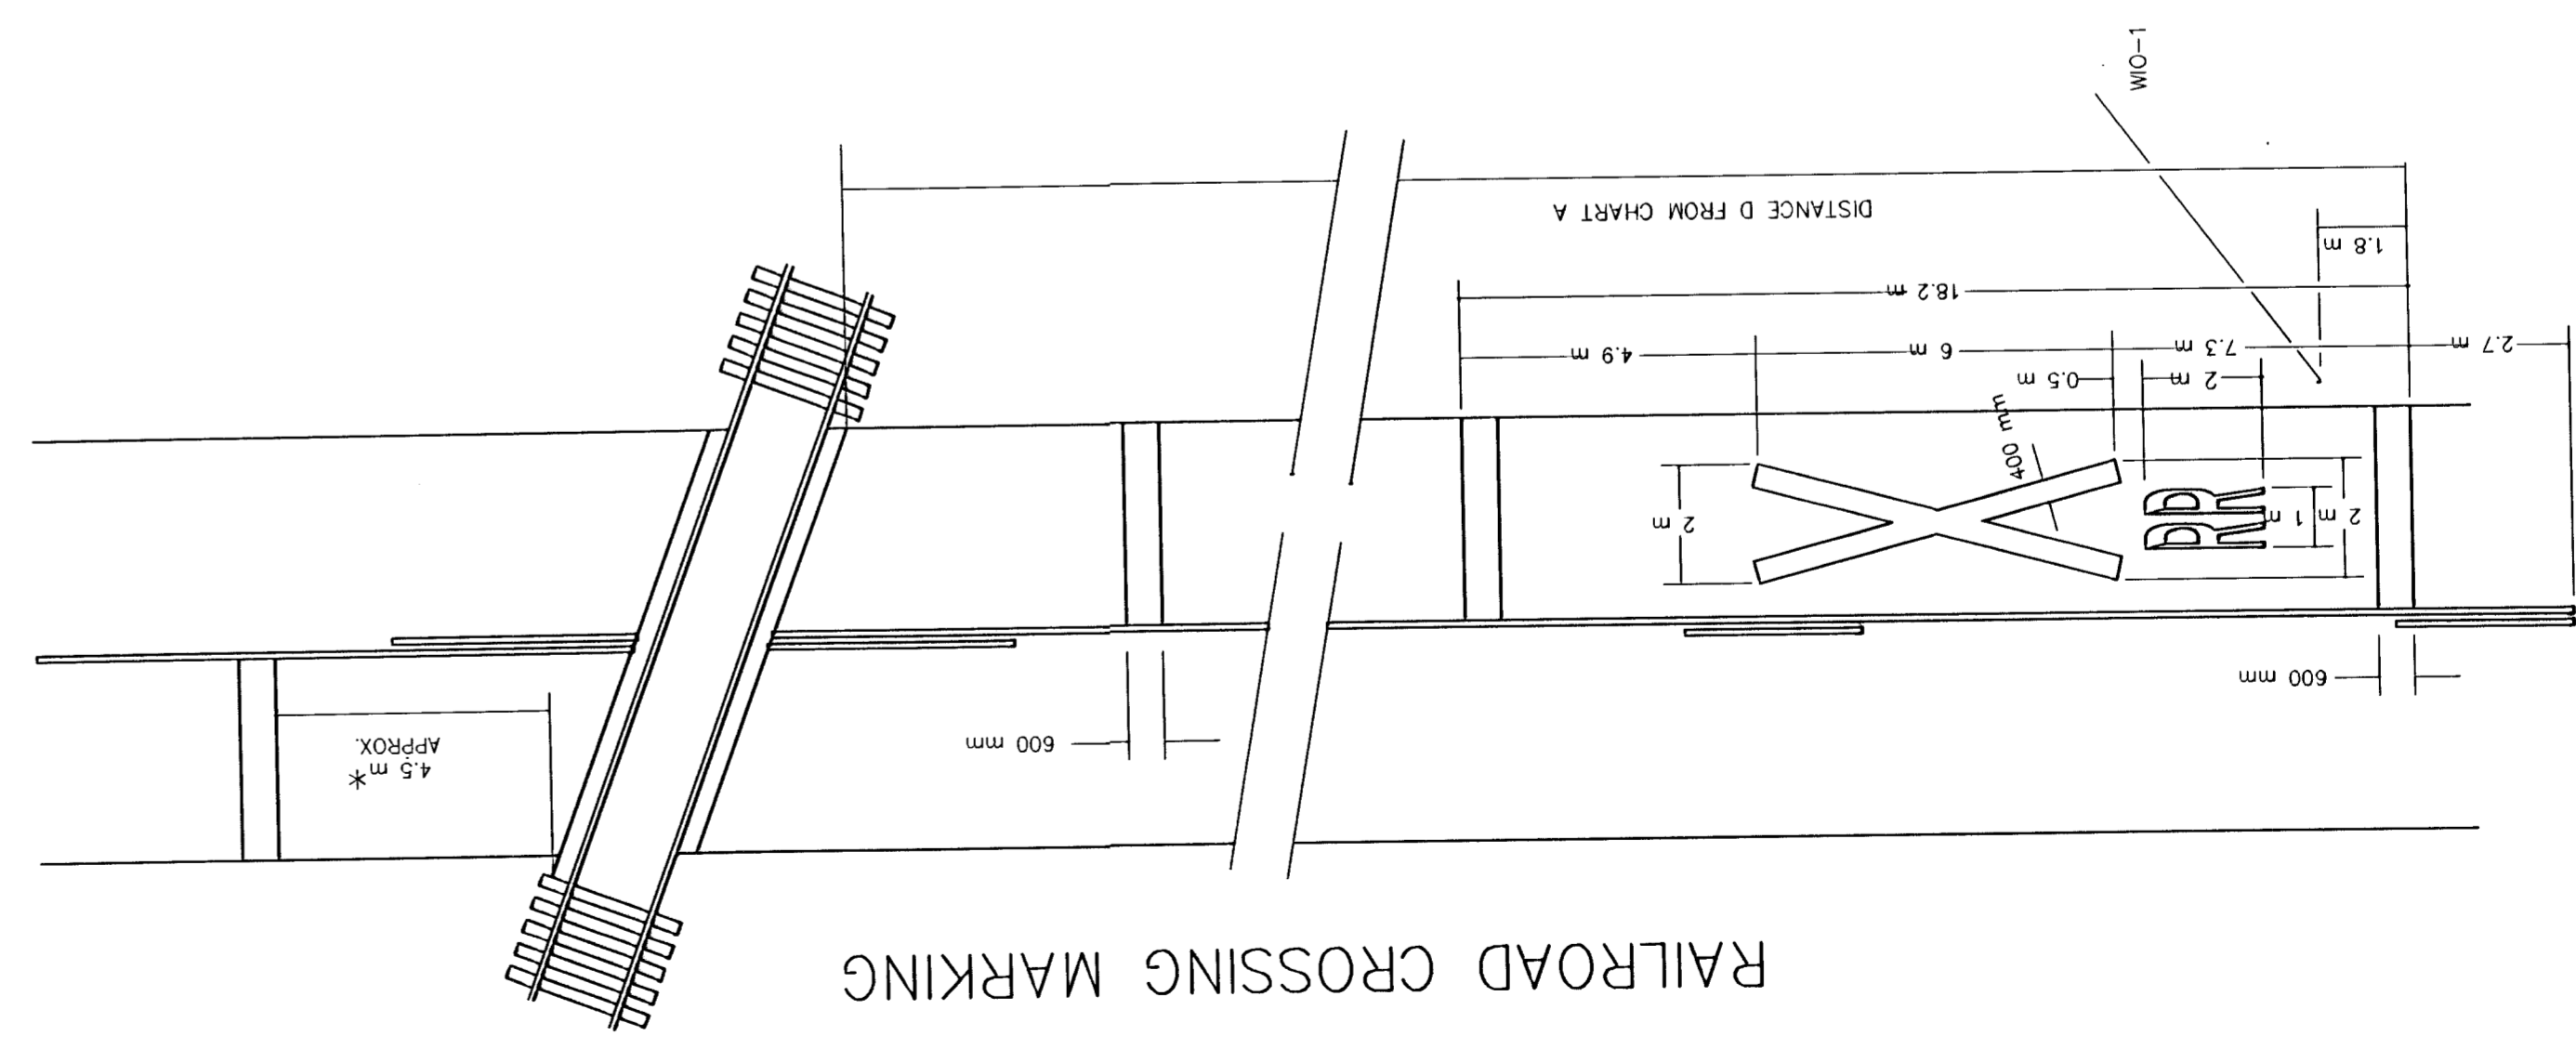 RAILROAD CROSSING MARKING
4.5 m*
APPROX.
600 mm
600 mm
2 m
1 m
RR
2 m
400 mm
2 m
0.5 m
2.7 m
7.3 m
6 m
4.9 m
18.2 m
1.8 m
DISTANCE D FROM CHART A
WIO-1